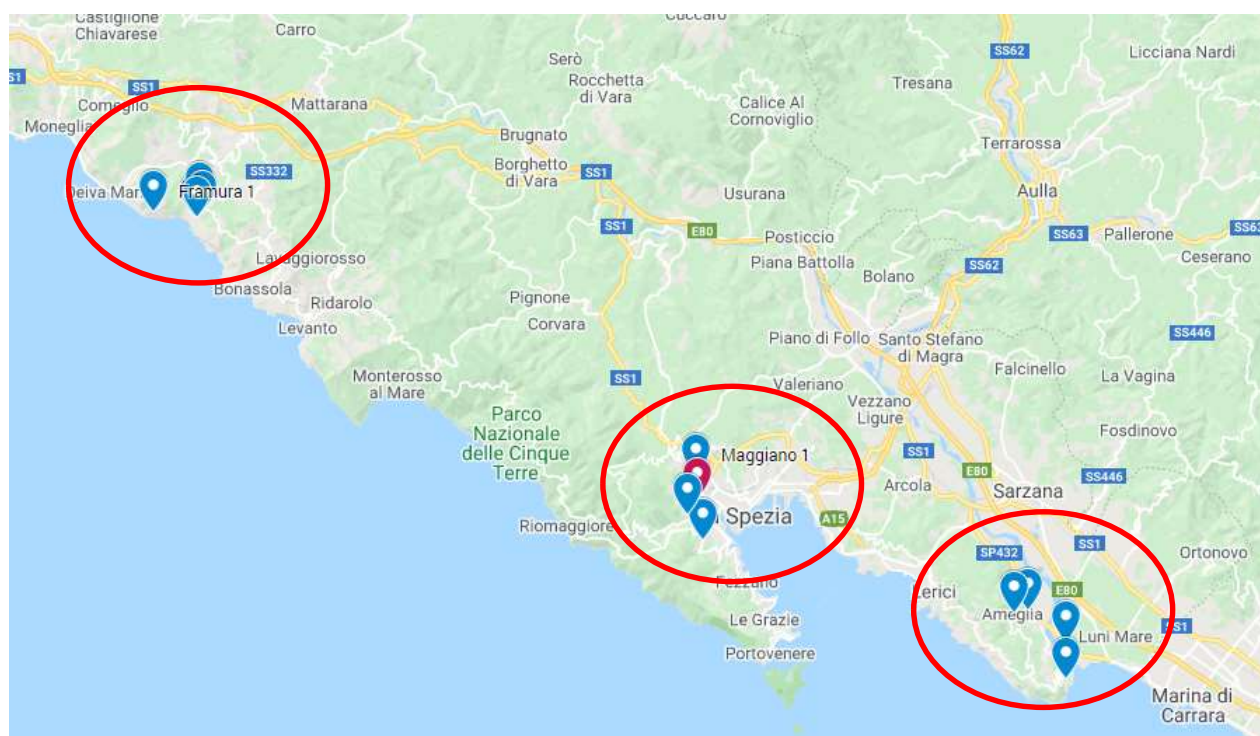 Castiglione
Chiavarese
Carro
Cuccaro
SS62
Licciana Nardi
Serò
Rocchetta
di Vara
Tresana
S1
SS1
Comeglio
Mattarana
Calice Al
Cornoviglio
Moneglia
Brugnato
Terrarossa
SS332
Borghetto
di Vara
SS1
Aulla
Deiva Mar
Framura 1
Usurana
SS1
E80
Posticcio
SS63
Pallerone
SS63
Lavaggiorosso
Piana Battolla
Bolano
SS62
Ceserano
Bonassola
Ridarolo
Pignone
Levanto
Corvara
Piano di Follo
Santo Stefano
di Magra
SS446
Monterosso
al Mare
SS1
Valeriano
Falcinello
La Vagina
Parco
Nazionale
delle Cinque
Terre
Vezzano
Ligure
Fosdinovo
Maggiano 1
SS1
E80
SS446
Arcola
Sarzana
Riomaggiore
Spezia
A15
SP432
SS1
Ortonovo
Fezzano
Lerici
E80
Le Grazie
Ameglia
Luni Mare
SS1
Portovenere
Marina di
Carrara